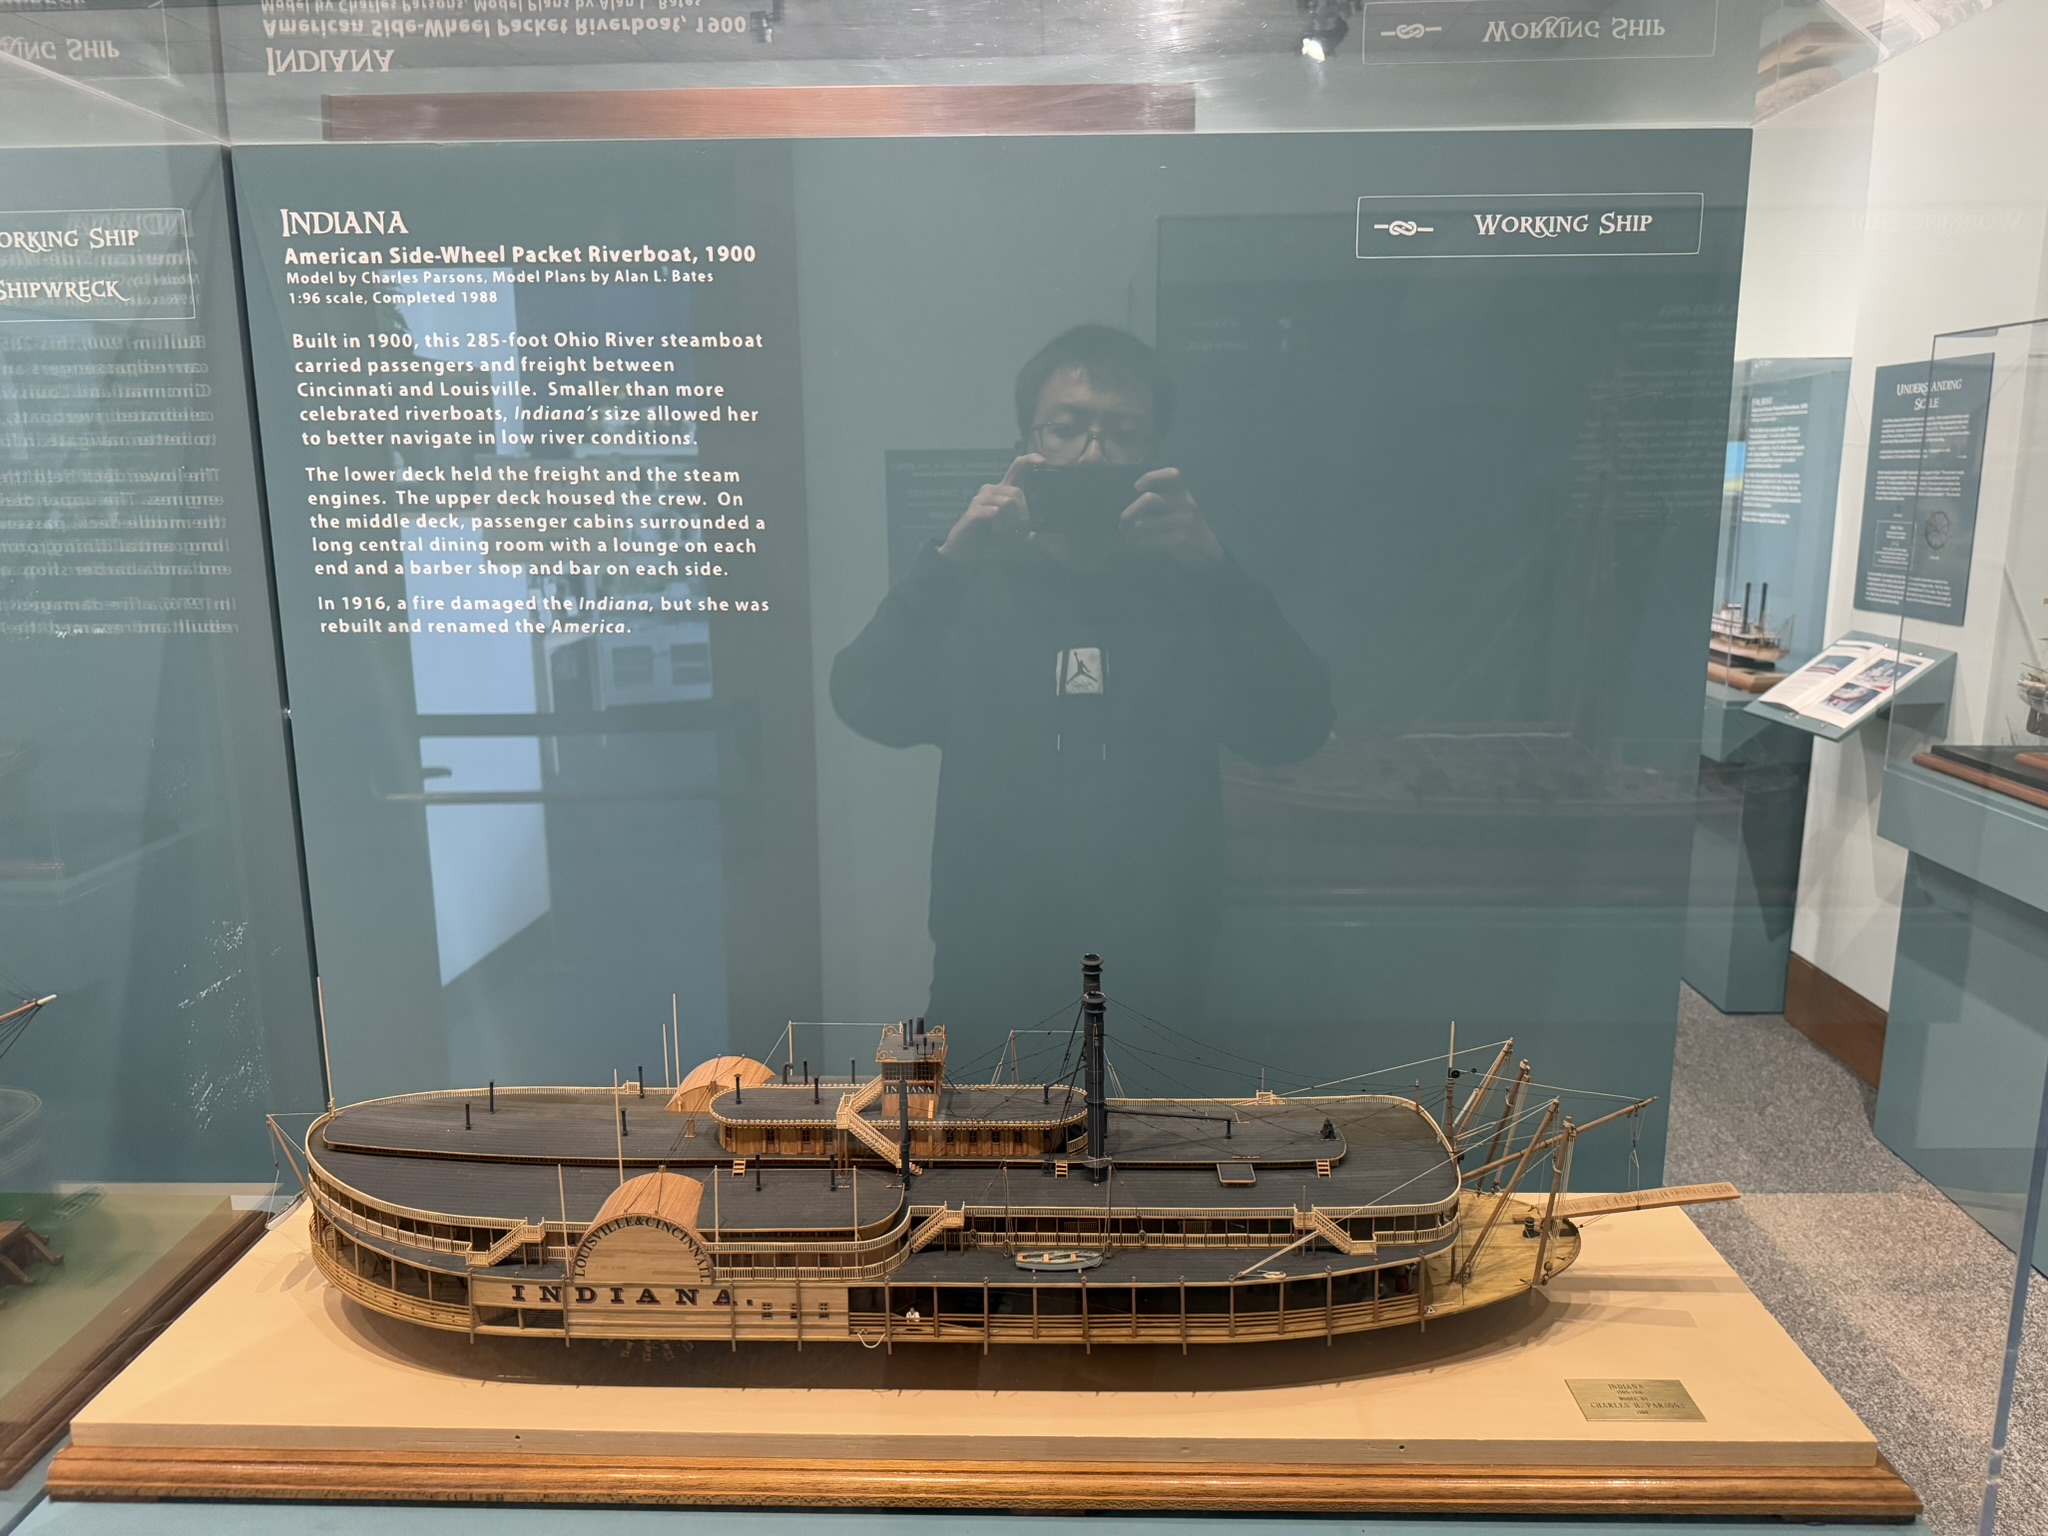 INDIANA
American Side-Wheel Packet Riverboat, 1900
Model by Charles Parsons, Model Plans by Alan L. Bates
1:96 scale, Completed 1988
Built in 1900, this 285-foot Ohio River steamboat
carried passengers and freight between
Cincinnati and Louisville. Smaller than more
celebrated riverboats, Indiana's size allowed her
to better navigate in low river conditions.
The lower deck held the freight and the steam
engines. The upper deck housed the crew. On
the middle deck, passenger cabins surrounded a
long central dining room with a lounge on each
end and a barber shop and bar on each side.
In 1916, a fire damaged the Indiana, but she was
rebuilt and renamed the America.
WORKING SHIP
ORKING SHIP
SHIPWRECK
UNDERSTANDING
SCALE
INDIANA
LOUISVILLE & CINCINNATI
INDIANA.
INDIANA
MODEL BY
CHARLES H. PARSONS